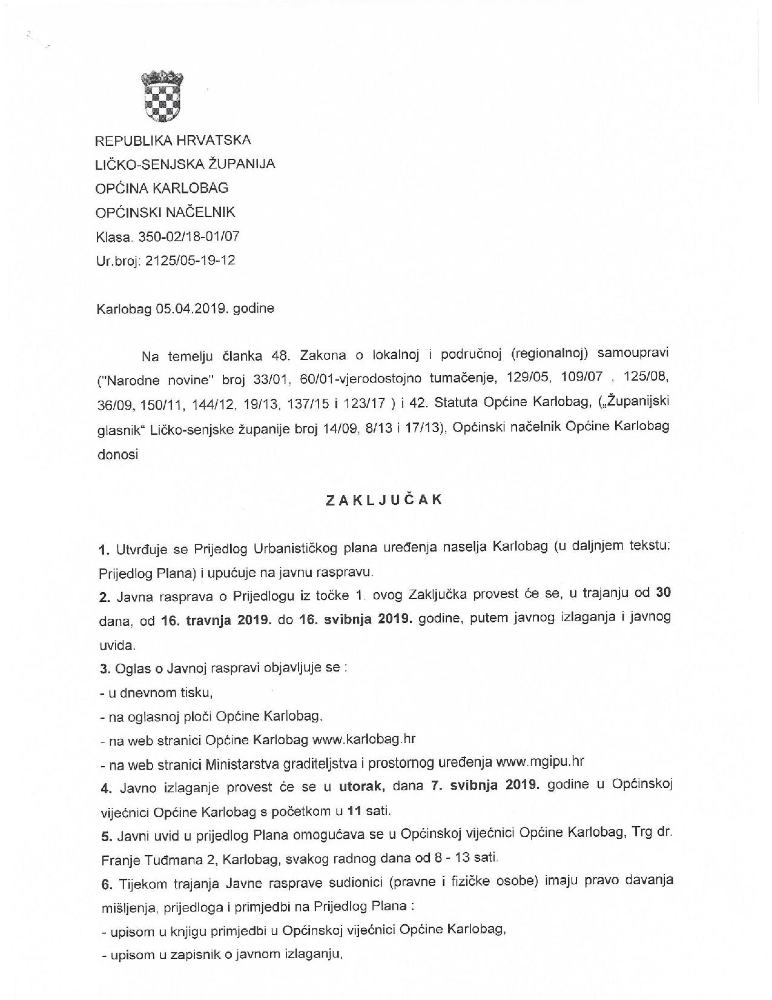 REPUBLIKA HRVATSKA
LIČKO-SENJSKA ŽUPANIJA
OPĆINA KARLOBAG
OPĆINSKI NAČELNIK
Klasa. 350-02/18-01/07
Ur.broj: 2125/05-19-12
Karlobag 05.04.2019. godine
Na temelju članka 48. Zakona o lokalnoj i područnoj (regionalnoj) samoupravi
("Narodne novine" broj 33/01, 60/01-vjerodostojno tumačenje, 129/05, 109/07 , 125/08,
36/09, 150/11, 144/12, 19/13, 137/15 i 123/17 ) i 42. Statuta Općine Karlobag, („Županijski
glasnik“ Ličko-senjske županije broj 14/09, 8/13 i 17/13), Općinski načelnik Općine Karlobag
donosi
Z A K L J U Č A K
1. Utvrđuje se Prijedlog Urbanističkog plana uređenja naselja Karlobag (u daljnjem tekstu:
Prijedlog Plana) i upućuje na javnu raspravu.
2. Javna rasprava o Prijedlogu iz točke 1. ovog Zaključka provest će se, u trajanju od 30
dana, od 16. travnja 2019. do 16. svibnja 2019. godine, putem javnog izlaganja i javnog
uvida.
3. Oglas o Javnoj raspravi objavljuje se :
- u dnevnom tisku,
- na oglasnoj ploči Općine Karlobag,
- na web stranici Općine Karlobag www.karlobag.hr
- na web stranici Ministarstva graditeljstva i prostornog uređenja www.mgipu.hr
4. Javno izlaganje provest će se u utorak, dana 7. svibnja 2019. godine u Općinskoj
vijećnici Općine Karlobag s početkom u 11 sati.
5. Javni uvid u prijedlog Plana omogućava se u Općinskoj vijećnici Općine Karlobag, Trg dr.
Franje Tuđmana 2, Karlobag, svakog radnog dana od 8 - 13 sati.
6. Tijekom trajanja Javne rasprave sudionici (pravne i fizičke osobe) imaju pravo davanja
mišljenja, prijedloga i primjedbi na Prijedlog Plana :
- upisom u knjigu primjedbi u Općinskoj vijećnici Općine Karlobag,
- upisom u zapisnik o javnom izlaganju,